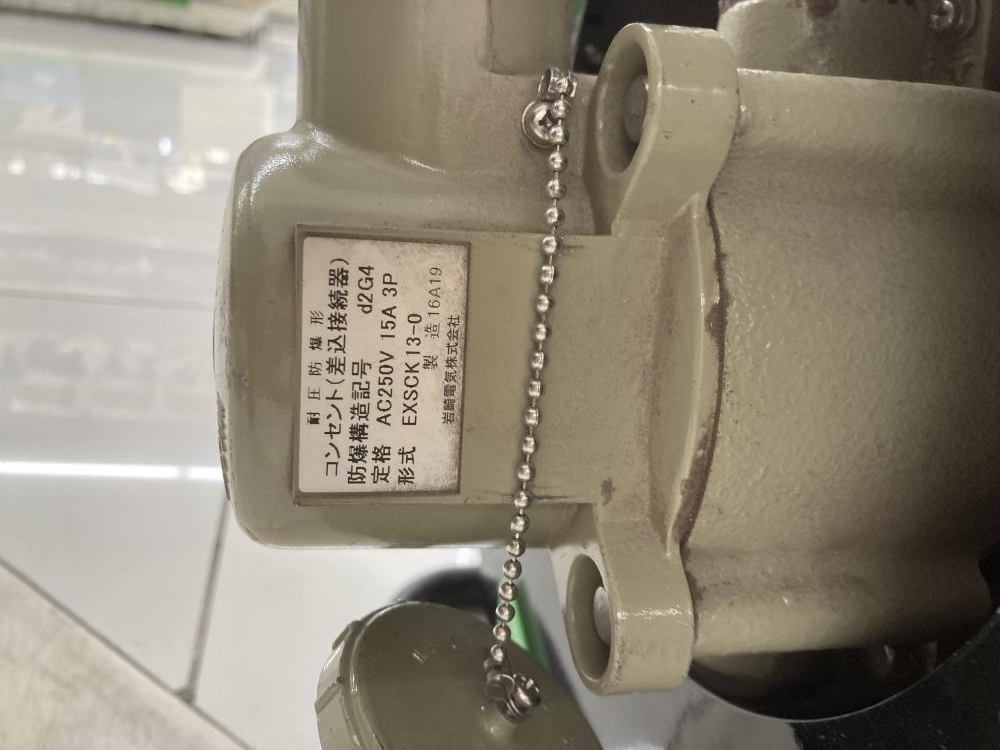 耐圧防爆形
コンセント(差込接続器)
防爆構造記号 d2G4
定格 AC250V 15A 3P
形式 EXSCK13-0
製造 16A19
岩崎電気株式会社